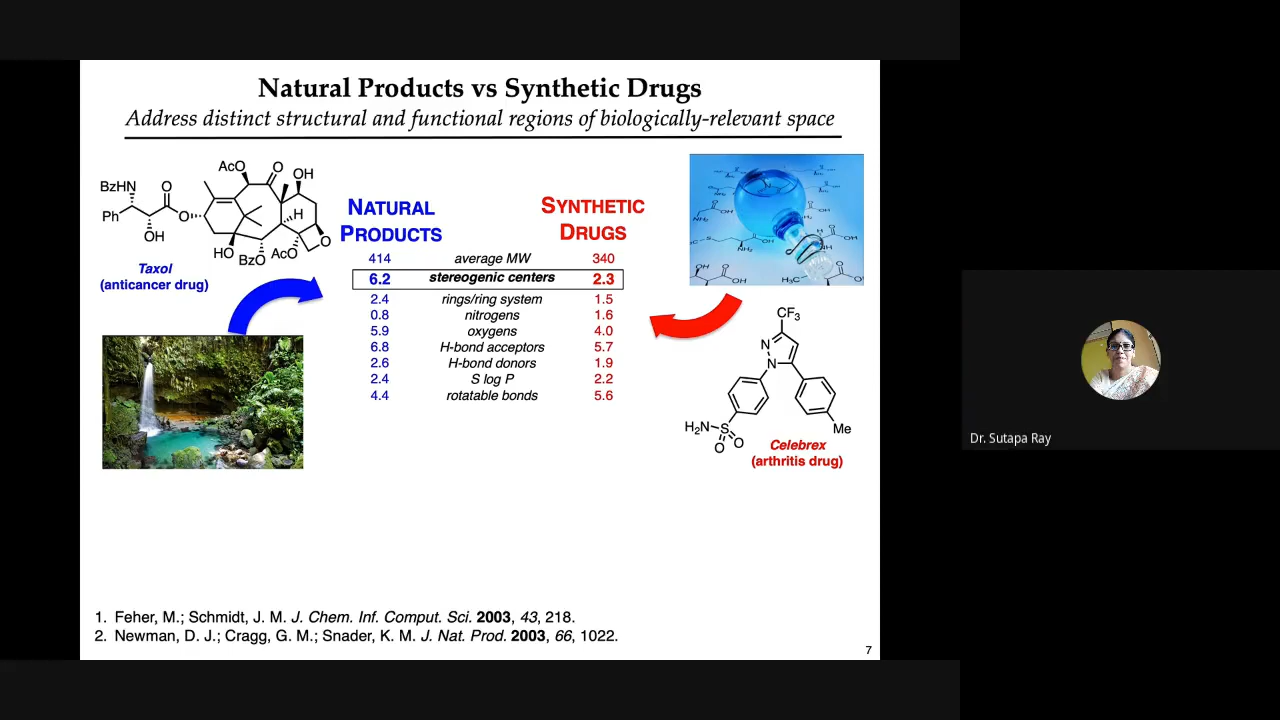 Natural Products vs Synthetic Drugs
Address distinct structural and functional regions of biologically-relevant space
AcO
O
OH
BzHN
O
Ph
O
H
OH
O
HO
BzO
AcO
Taxol
(anticancer drug)
NATURAL
PRODUCTS
SYNTHETIC
DRUGS
414 average MW 340
6.2 stereogenic centers 2.3
2.4 rings/ring system 1.5
0.8 nitrogens 1.6
5.9 oxygens 4.0
6.8 H-bond acceptors 5.7
2.6 H-bond donors 1.9
2.4 S log P 2.2
4.4 rotatable bonds 5.6
CF3
N
N
H2N
S
O
O
Me
Celebrex
(arthritis drug)
1. Feher, M.; Schmidt, J. M. J. Chem. Inf. Comput. Sci. 2003, 43, 218.
2. Newman, D. J.; Cragg, G. M.; Snader, K. M. J. Nat. Prod. 2003, 66, 1022.
7
Dr. Sutapa Ray